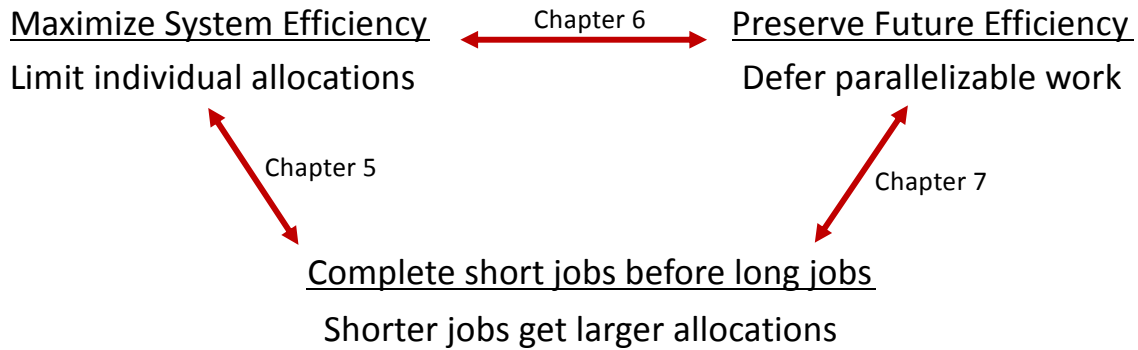 Maximize System Efficiency
Chapter 6
Preserve Future Efficiency
Limit individual allocations
Defer parallelizable work
Chapter 5
Chapter 7
Complete short jobs before long jobs
Shorter jobs get larger allocations